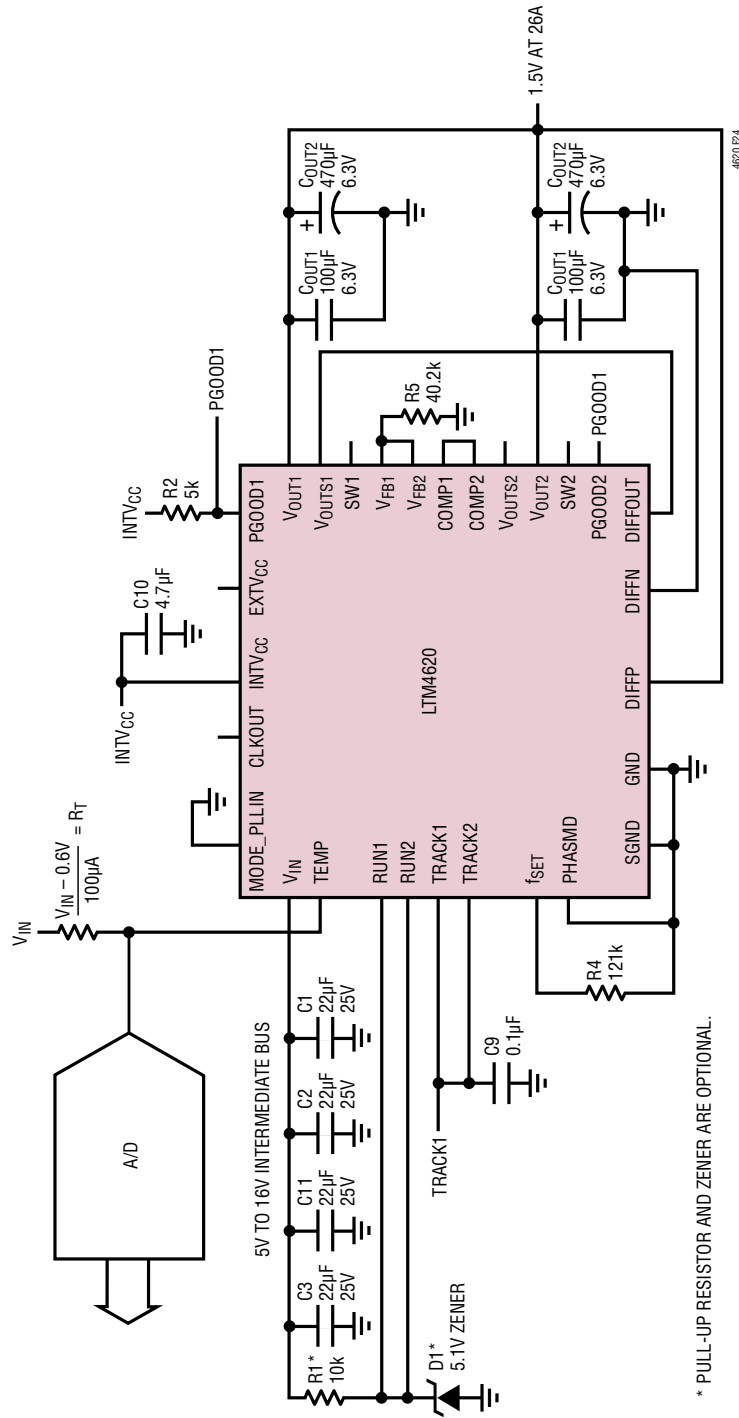 V_IN
V_IN – 0.6V
100µA
= R_T
A/D
5V TO 16V INTERMEDIATE BUS
R1*
10k
C3
22µF
25V
C11
22µF
25V
C2
22µF
25V
C1
22µF
25V
D1*
5.1V ZENER
TRACK1
C9
0.1µF
R4
121k
INTVCC
C10
4.7µF
INTVCC
R2
5k
PGOOD1
MODE_PLLIN
CLKOUT
INTVCC
EXTVCC
PGOOD1
VIN
TEMP
RUN1
RUN2
TRACK1
TRACK2
fSET
PHASMD
LTM4620
VOUT1
VOUTS1
SW1
VFB1
VFB2
COMP1
COMP2
VOUTS2
VOUT2
SW2
PGOOD2
SGND
GND
DIFFP
DIFFN
DIFFOUT
R5
40.2k
PGOOD1
COUT1
100µF
6.3V
+
COUT2
470µF
6.3V
COUT1
100µF
6.3V
+
COUT2
470µF
6.3V
1.5V AT 26A
* PULL-UP RESISTOR AND ZENER ARE OPTIONAL.
4620 F24